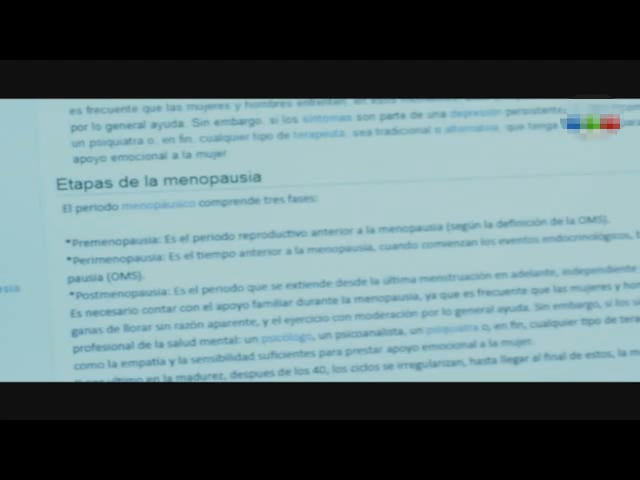 es frecuente que las mujeres y hombres enfrenten, en esos
por lo general ayuda. Sin embargo, si los síntomas son parte de una depresión persistente,
un psiquiatra o, en fin, cualquier tipo de terapeuta, sea tradicional o alternativa, que tenga
apoyo emocional a la mujer
Etapas de la menopausia
El periodo menopáusico comprende tres fases:
*Premenopausia: Es el periodo reproductivo anterior a la menopausia (según la definición de la OMS).
*Perimenopausia: Es el tiempo anterior a la menopausia, cuando comienzan los eventos endocrinológicos,
pausia (OMS).
*Postmenopausia: Es el periodo que se extiende desde la última menstruación en adelante, independiente
Es necesario contar con el apoyo familiar durante la menopausia, ya que es frecuente que las mujeres y
ganas de llorar sin razón aparente, y el ejercicio con moderación por lo general ayuda. Sin embargo, si los
profesional de la salud mental: un psicólogo, un psicoanalista, un psiquiatra o, en fin, cualquier tipo de
como la empatía y la sensibilidad suficientes para prestar apoyo emocional a la mujer.
ultimo en la madurez, despues de los 40, los ciclos se irregularizan, hasta llegar al final de estos, la